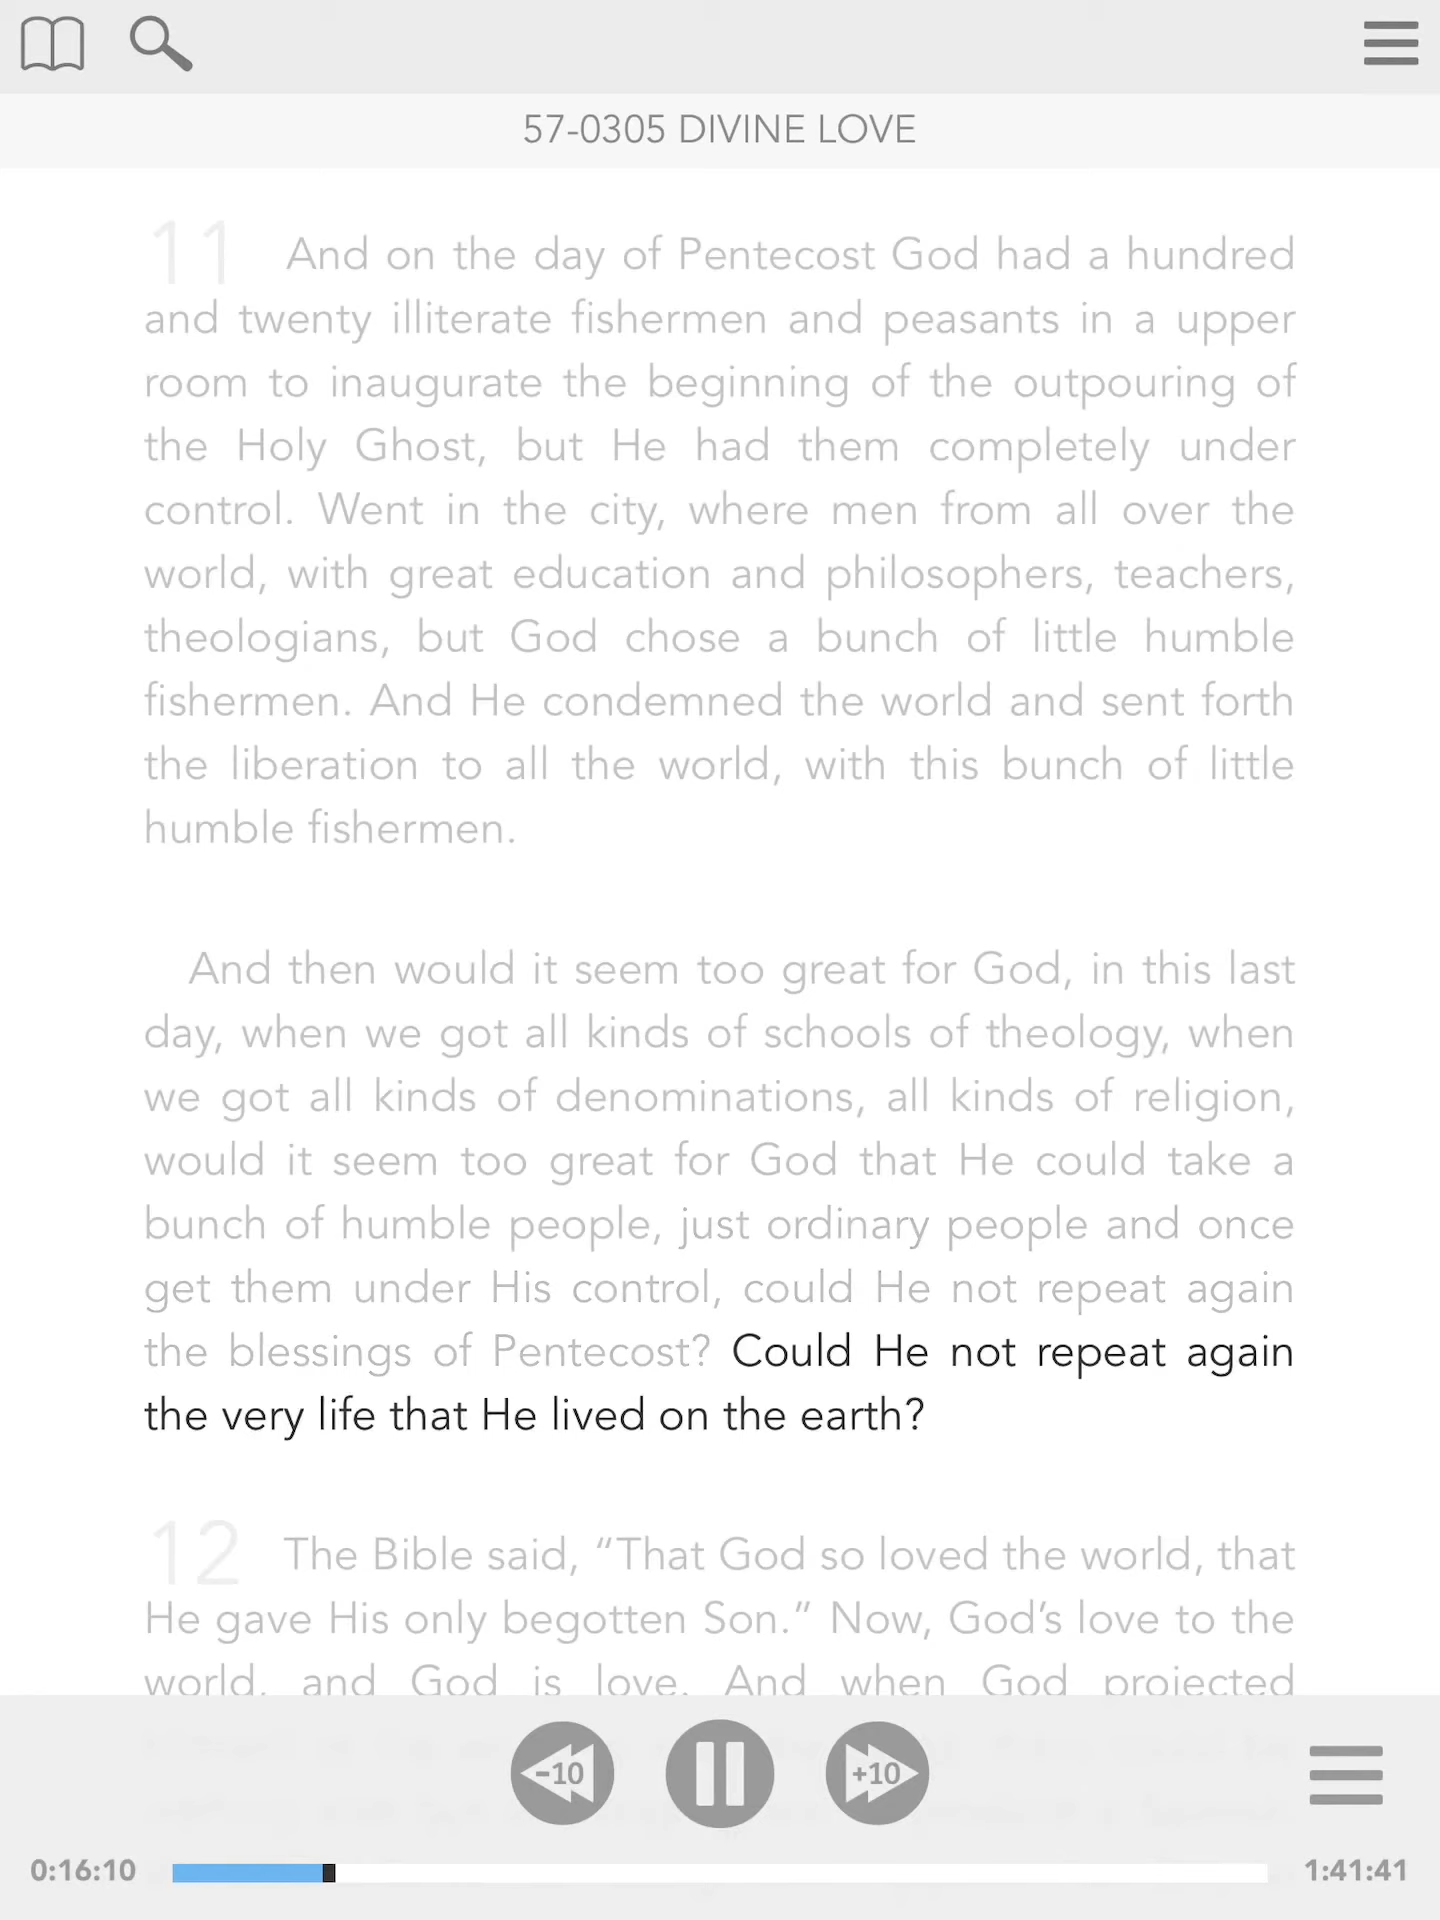 57-0305 DIVINE LOVE
11 And on the day of Pentecost God had a hundred
and twenty illiterate fishermen and peasants in a upper
room to inaugurate the beginning of the outpouring of
the Holy Ghost, but He had them completely under
control. Went in the city, where men from all over the
world, with great education and philosophers, teachers,
theologians, but God chose a bunch of little humble
fishermen. And He condemned the world and sent forth
the liberation to all the world, with this bunch of little
humble fishermen.
And then would it seem too great for God, in this last
day, when we got all kinds of schools of theology, when
we got all kinds of denominations, all kinds of religion,
would it seem too great for God that He could take a
bunch of humble people, just ordinary people and once
get them under His control, could He not repeat again
the blessings of Pentecost? Could He not repeat again
the very life that He lived on the earth?
12 The Bible said, “That God so loved the world, that
He gave His only begotten Son.” Now, God’s love to the
world, and God is love. And when God projected
-10 +10
0:16:10 1:41:41